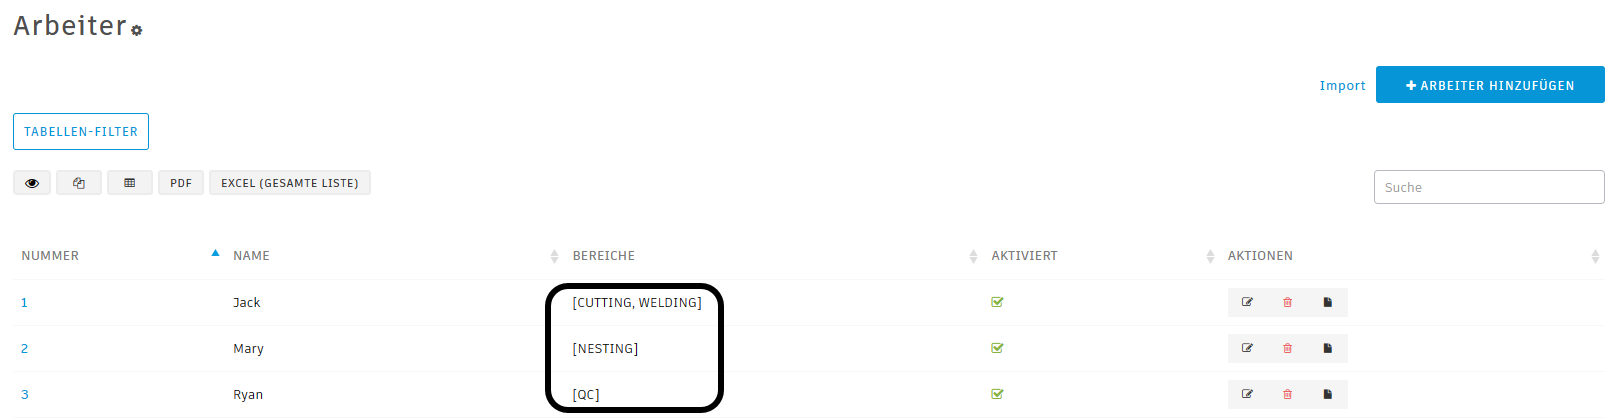 Arbeiter
Import
ARBEITER HINZUFÜGEN
TABELLEN-FILTER
PDF EXCEL (GESAMTE LISTE)
Suche
NUMMER NAME BEREICHE AKTIVIERT AKTIONEN
1 Jack [CUTTING, WELDING]
2 Mary [NESTING]
3 Ryan [QC]